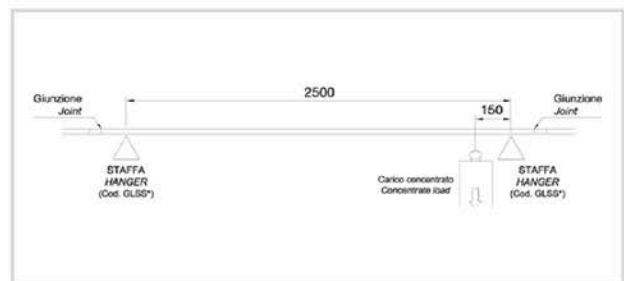 2500
150
Giunzione
Joint
Giunzione
Joint
STAFFA
HANGER
(Cod. GLSS*)
Carico concentrato
Concentrate load
STAFFA
HANGER
(Cod. GLSS*)